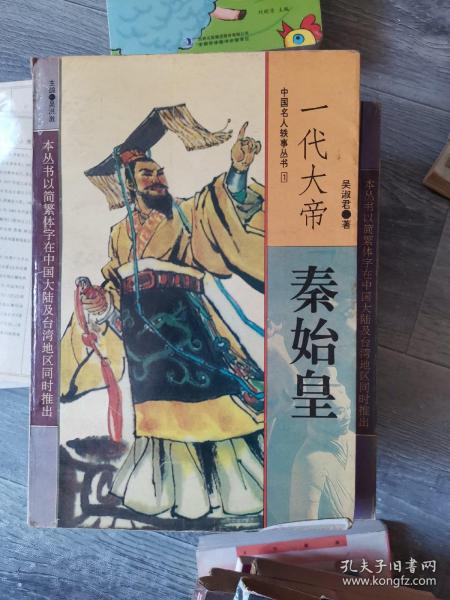 主编●吴洪激
本丛书以简繁体字在中国大陆及台湾地区同时推出
中国名人轶事丛书 1
一代大帝
吴淑君●著
秦始皇
本丛书以简繁体字在中国大陆及台湾地区同时推出
孔夫子旧书网
www.kongfz.com